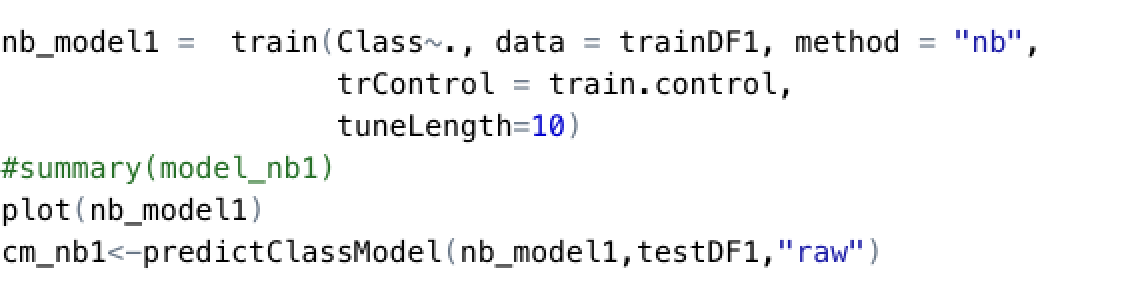 nb_model1 =  train(Class~., data = trainDF1, method = "nb",
                   trControl = train.control,
                   tuneLength=10)
#summary(model_nb1)
plot(nb_model1)
cm_nb1<-predictClassModel(nb_model1,testDF1,"raw")